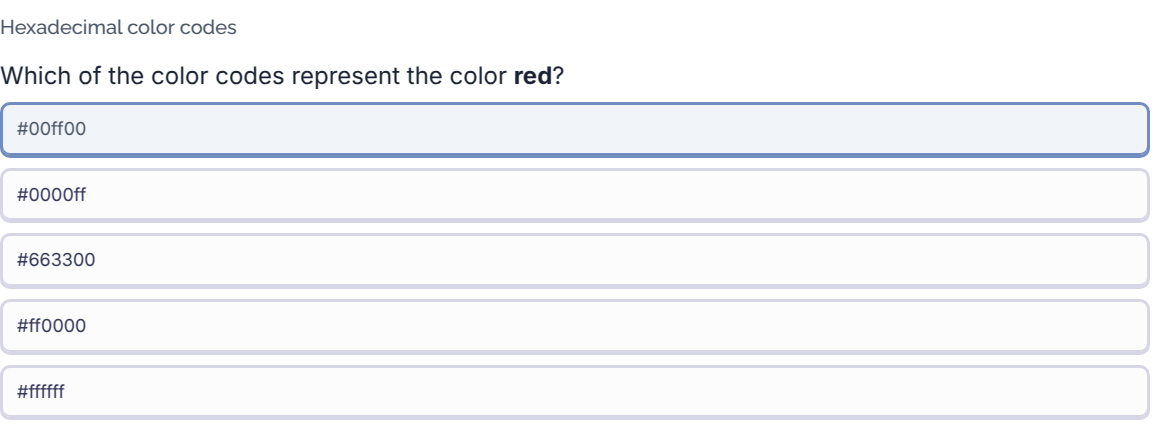 Hexadecimal color codes
Which of the color codes represent the color red?
#00ff00
#0000ff
#663300
#ff0000
#ffffff